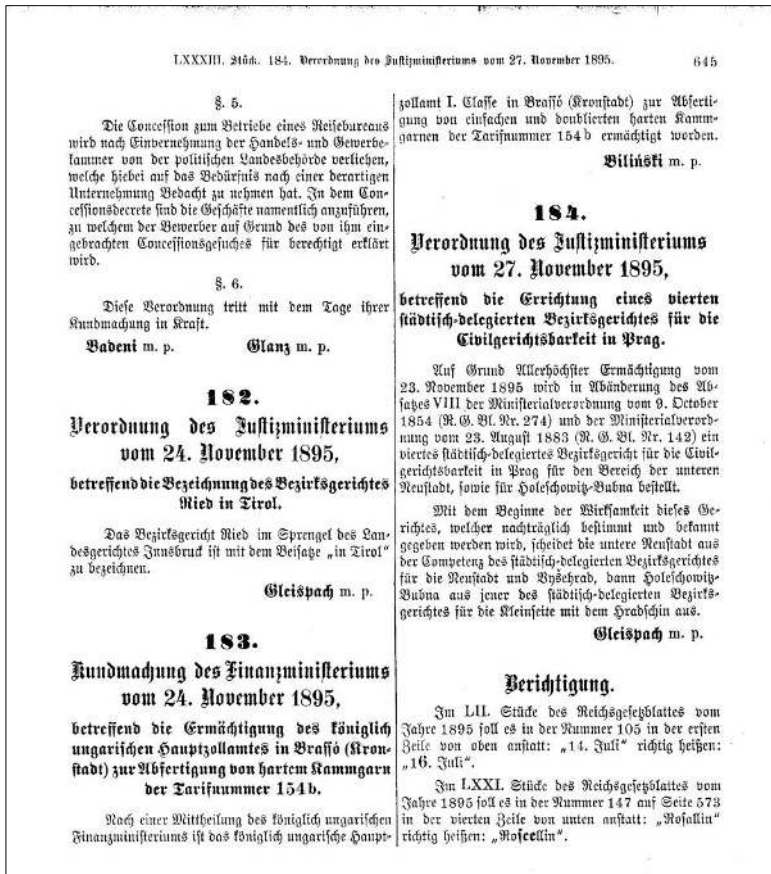 LXXXIII. Stück. 184. Verordnung des Justizministeriums vom 27. November 1895. 645
§. 5.
Die Concession zum Betriebe eines Reisebureaus
wird nach Einvernehmung der Handels- und Gewerbe-
kammer von der politischen Landesbehörde verliehen,
welche hiebei auf das Bedürfnis nach einer derartigen
Unternehmung Bedacht zu nehmen hat. In dem Con-
cessionsdecrete sind die Geschäfte namentlich anzuführen,
zu welchem der Bewerber auf Grund des von ihm ein-
gebrachten Concessionsgesuches für berechtigt erklärt
wird.
§. 6.
Diese Verordnung tritt mit dem Tage ihrer
Kundmachung in Kraft.
Badeni m. p. Glanz m. p.
182.
Verordnung des Justizministeriums
vom 24. November 1895,
betreffend die Bezeichnung des Bezirksgerichtes
Ried in Tirol.
Das Bezirksgericht Ried im Sprengel des Lan-
desgerichtes Innsbruck ist mit dem Beisatze „in Tirol“
zu bezeichnen.
Gleispach m. p.
183.
Kundmachung des Finanzministeriums
vom 24. November 1895,
betreffend die Ermächtigung des königlich
ungarischen Hauptzollamtes in Brassó (Kron-
stadt) zur Abfertigung von hartem Kammgarn
der Tarifnummer 154b.
Nach einer Mittheilung des königlich ungarischen
Finanzministeriums ist das königlich ungarische Haupt-
zollamt I. Classe in Brassó (Kronstadt) zur Abferti-
gung von einfachen und doublierten harten Kamm-
garnen der Tarifnummer 154b ermächtigt worden.
Biliński m. p.
184.
Verordnung des Justizministeriums
vom 27. November 1895,
betreffend die Errichtung eines vierten
städtisch-delegierten Bezirksgerichtes für die
Civilgerichtsbarkeit in Prag.
Auf Grund Allerhöchster Ermächtigung vom
23. November 1895 wird in Abänderung des Ab-
satzes VIII der Ministerialverordnung vom 9. October
1854 (R. G. Bl. Nr. 274) und der Ministerialverord-
nung vom 23. August 1883 (R. G. Bl. Nr. 142) ein
viertes städtisch-delegiertes Bezirksgericht für die Civil-
gerichtsbarkeit in Prag für den Bereich der unteren
Neustadt, sowie für Holeschowitz-Bubna bestellt.
Mit dem Beginne der Wirksamkeit dieses Ge-
richtes, welcher nachträglich bestimmt und bekannt
gegeben werden wird, scheidet die untere Neustadt aus
der Competenz des städtisch-delegierten Bezirksgerichtes
für die Neustadt und Vyšehrad, dann Holeschowitz-
Bubna aus jener des städtisch-delegierten Bezirks-
gerichtes für die Kleinseite mit dem Hradschin aus.
Gleispach m. p.
Berichtigung.
Im LII. Stücke des Reichsgesetzblattes vom
Jahre 1895 soll es in der Nummer 105 in der ersten
Zeile von oben anstatt: „14. Juli“ richtig heißen:
„16. Juli“.
Im LXXI. Stücke des Reichsgesetzblattes vom
Jahre 1895 soll es in der Nummer 147 auf Seite 573
in der vierten Zeile von unten anstatt: „Rosallin“
richtig heißen: „Roscellin“.